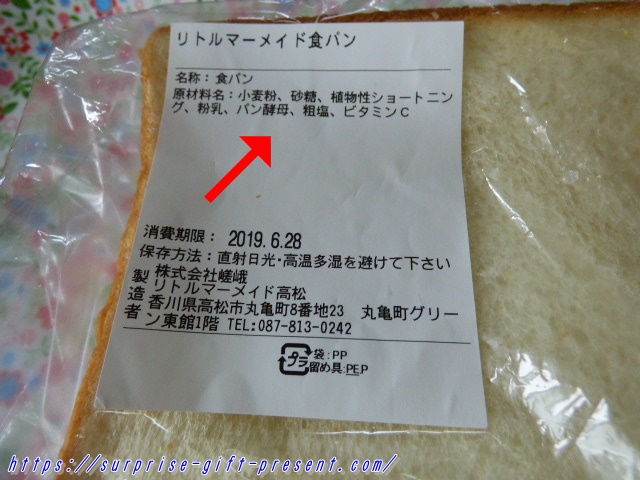 リトルマーメイド食パン
名称：食パン
原材料名：小麦粉、砂糖、植物性ショートニン
グ、粉乳、パン酵母、粗塩、ビタミンC
消費期限： 2019.6.28
保存方法：直射日光・高温多湿を避けて下さい
製造者 株式会社嵯峨
リトルマーメイド高松
香川県高松市丸亀町8番地23 丸亀町グリー
ン東館1階 TEL:087-813-0242
プラ 袋:PP
留め具:PE,P
https://surprise-gift-present.com/